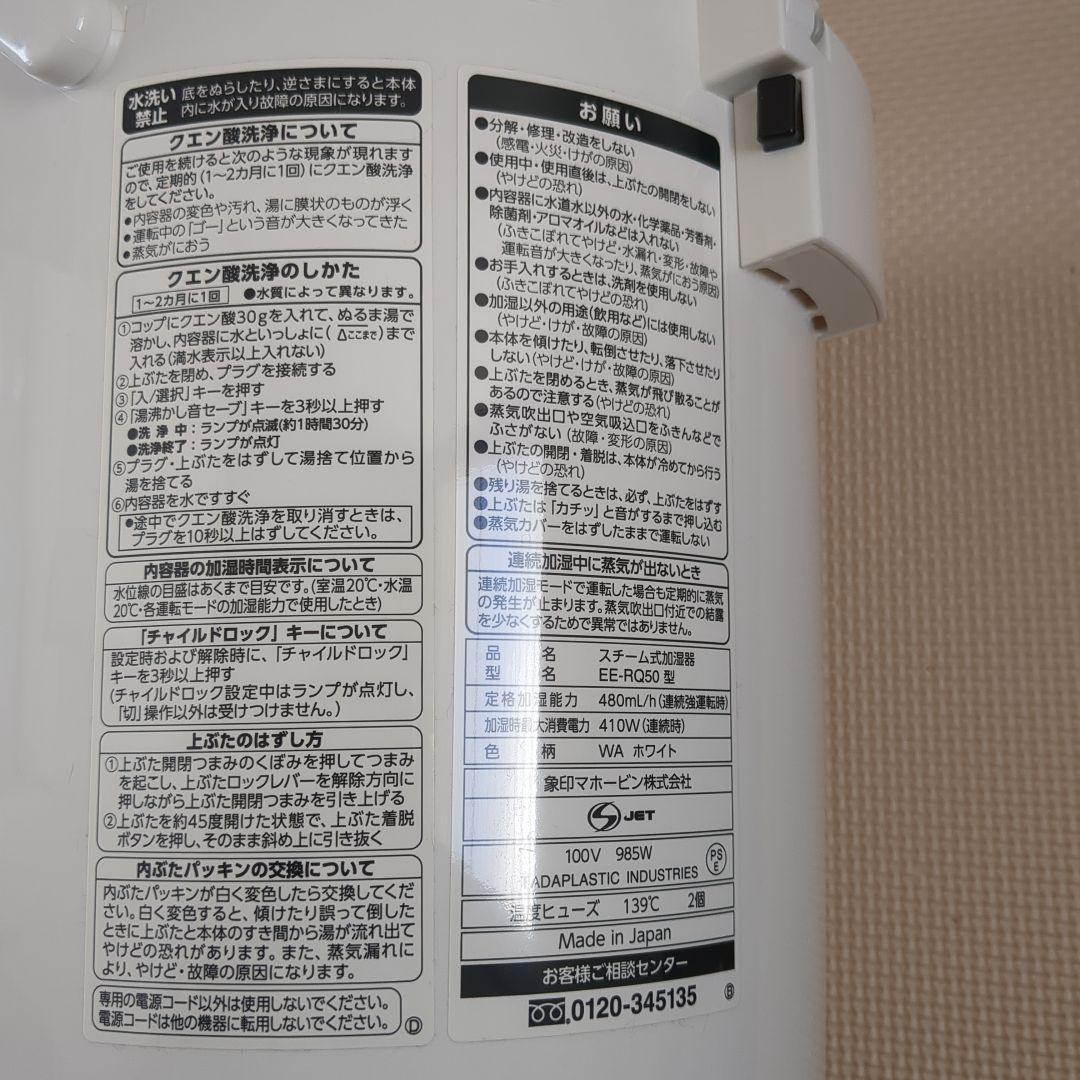 水洗い禁止
底をぬらしたり、逆さまにすると本体
内に水が入り故障の原因になります。
クエン酸洗浄について
ご使用を続けると次のような現象が現れます
ので、定期的(1~2カ月に1回)にクエン酸洗浄
をしてください。
●内容器の変色や汚れ、湯に膜状のものが浮く
●運転中の「ゴー」という音が大きくなってきた
●蒸気がにおう
クエン酸洗浄のしかた
1~2カ月に1回 ●水質によって異なります。
①コップにクエン酸30gを入れて、ぬるま湯で
溶かし、内容器に水といっしょに(△ここまで)まで
入れる(満水表示以上入れない)
②上ぶたを閉め、プラグを接続する
③「入/選択」キーを押す
④「湯沸かし音セーブ」キーを3秒以上押す
●洗浄中:ランプが点滅(約1時間30分)
●洗浄終了:ランプが点灯
⑤プラグ・上ぶたをはずして湯捨て位置から
湯を捨てる
⑥内容器を水ですすぐ
●途中でクエン酸洗浄を取り消すときは、
プラグを10秒以上はずしてください。
内容器の加湿時間表示について
水位線の目盛はあくまで目安です。(室温20℃・水温
20℃・各運転モードの加湿能力で使用したとき)
「チャイルドロック」キーについて
設定時および解除時に、「チャイルドロック」
キーを3秒以上押す
(チャイルドロック設定中はランプが点灯し、
「切」操作以外は受けつけません。)
上ぶたのはずし方
①上ぶた開閉つまみのくぼみを押してつまみ
を起こし、上ぶたロックレバーを解除方向に
押しながら上ぶた開閉つまみを引き上げる
②上ぶたを約45度開けた状態で、上ぶた着脱
ボタンを押し、そのまま斜め上に引き抜く
内ぶたパッキンの交換について
内ぶたパッキンが白く変色したら交換してくだ
さい。白く変色すると、傾けたり誤って倒した
ときに上ぶたと本体のすき間から湯が流れ出て
やけどの恐れがあります。また、蒸気漏れに
より、やけど・故障の原因になります。
専用の電源コード以外は使用しないでください。
電源コードは他の機器に転用しないでください。 Ⓓ
お願い
●分解・修理・改造をしない
(感電・火災・けがの原因)
●使用中・使用直後は、上ぶたの開閉をしない
(やけどの恐れ)
●内容器に水道水以外の水・化学薬品・芳香剤・
除菌剤・アロマオイルなどは入れない
(ふきこぼれてやけど・水漏れ・変形・故障や
運転音が大きくなったり、蒸気がにおう原因)
●お手入れするときは、洗剤を使用しない
(ふきこぼれてやけどの恐れ)
●加湿以外の用途(飲用など)には使用しない
(やけど・けが・故障の原因)
●本体を傾けたり、転倒させたり、落下させたり
しない(やけど・けが・故障の原因)
●上ぶたを閉めるとき、蒸気が飛び散ることが
あるので注意する(やけどの恐れ)
●蒸気吹出口や空気吸込口をふきんなどで
ふさがない(故障・変形の原因)
●上ぶたの開閉・着脱は、本体が冷めてから行う
(やけどの恐れ)
●残り湯を捨てるときは、必ず、上ぶたをはずす
●上ぶたは「カチッ」と音がするまで押し込む
●蒸気カバーをはずしたままで運転しない
連続加湿中に蒸気が出ないとき
連続加湿モードで運転した場合も定期的に蒸気
の発生が止まります。蒸気吹出口付近での結露
を少なくするためで異常ではありません。
品名 スチーム式加湿器
型名 EE-RQ50型
定格加湿能力 480mL/h(連続強運転時)
加湿時最大消費電力 410W(連続時)
色柄 WA ホワイト
象印マホービン株式会社
JET
100V 985W
TADAPLASTIC INDUSTRIES
PSE
温度ヒューズ 139℃ 2個
Made in Japan
お客様ご相談センター
0120-345135 Ⓑ